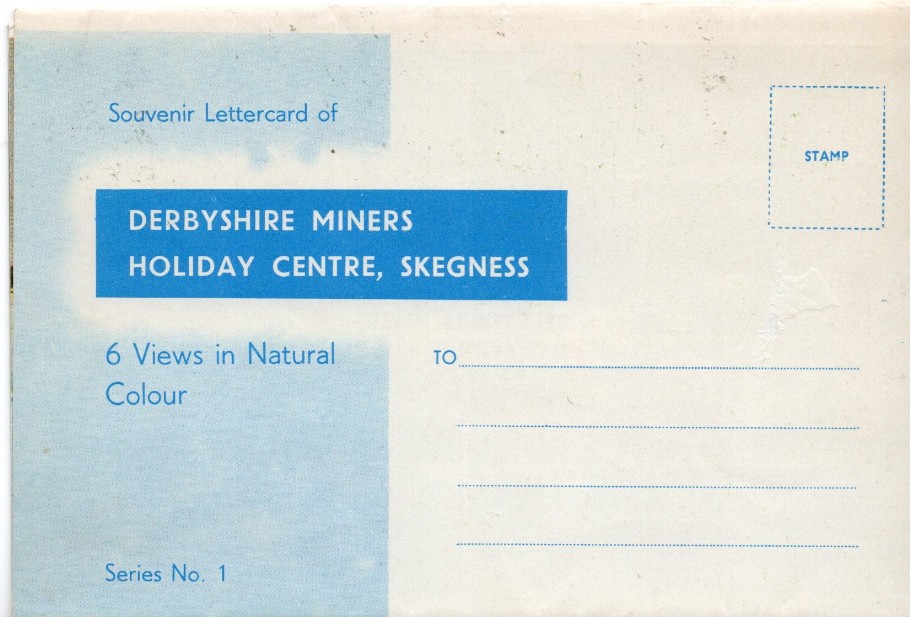 Souvenir Lettercard of
STAMP
DERBYSHIRE MINERS
HOLIDAY CENTRE, SKEGNESS
6 Views in Natural
Colour
TO
Series No. 1